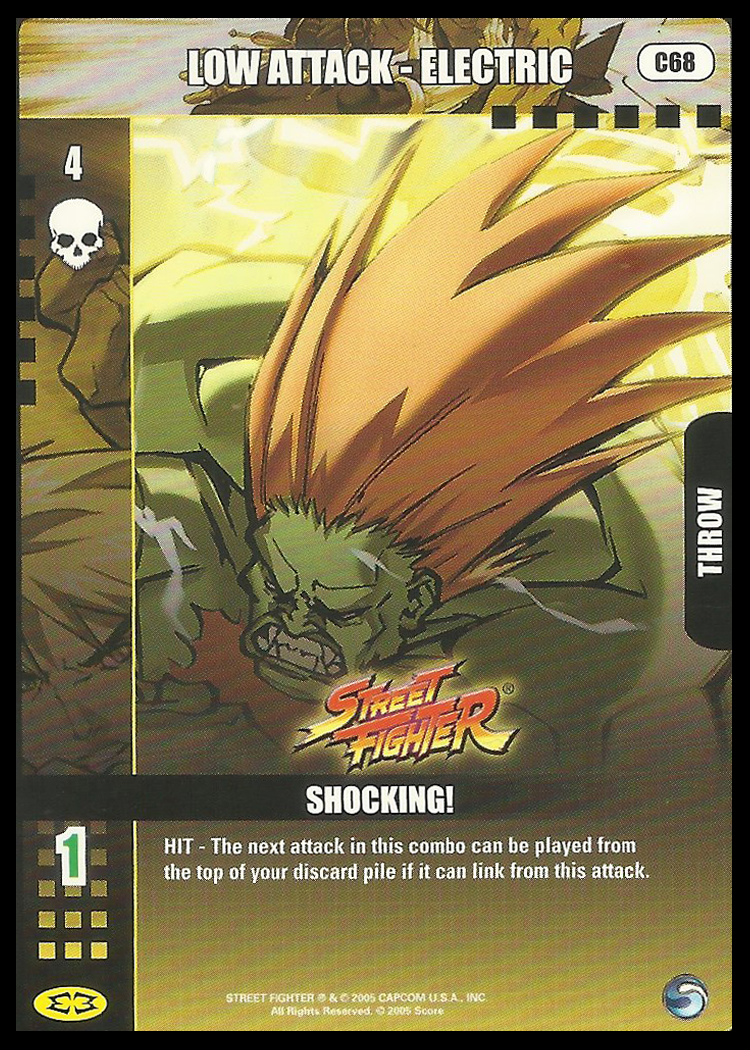 LOW ATTACK - ELECTRIC
C68
4
THROW
STREET
FIGHTER®
SHOCKING!
1
HIT - The next attack in this combo can be played from
the top of your discard pile if it can link from this attack.
STREET FIGHTER ® & © 2005 CAPCOM U.S.A., INC.
All Rights Reserved. © 2005 Score